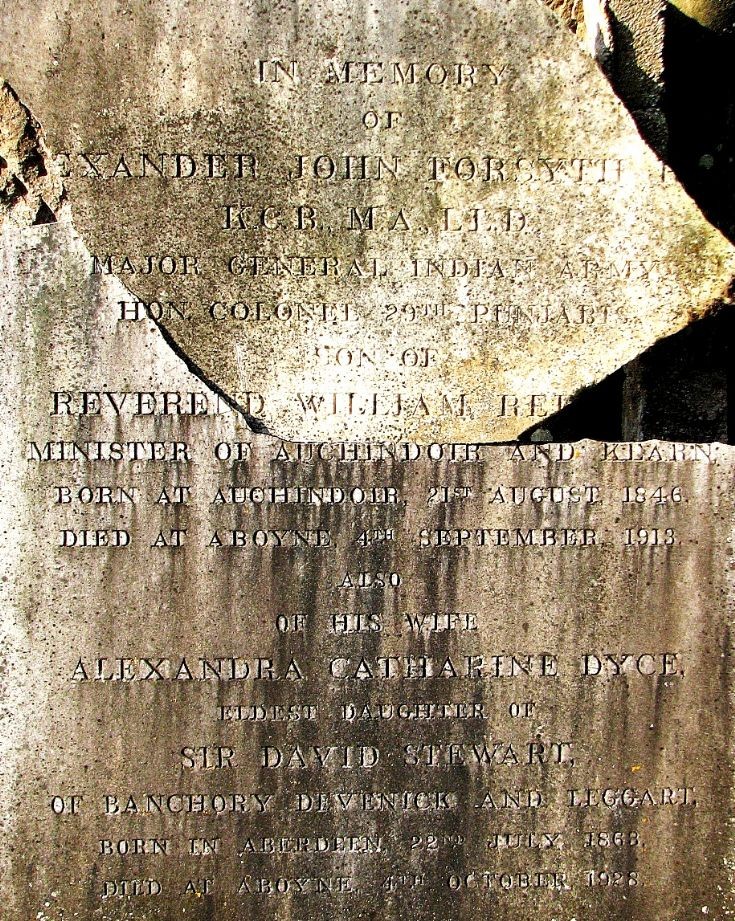 IN MEMORY
OF
EXANDER JOHN FORSYTH
K.C.B., M.A., LL.D.
MAJOR GENERAL INDIAN ARMY
HON. COLONEL 29TH PUNJABIS,
SON OF
REVEREND WILLIAM REI
MINISTER OF AUCHINDOIR AND KEARN
BORN AT AUCHINDOIR, 21ST AUGUST 1846.
DIED AT ABOYNE, 4TH SEPTEMBER, 1913.
ALSO
OF HIS WIFE
ALEXANDRA CATHARINE DYCE,
ELDEST DAUGHTER OF
SIR DAVID STEWART,
OF BANCHORY DEVENICK AND LEGGART,
BORN IN ABERDEEN, 22ND JULY, 1863,
DIED AT ABOYNE, 4TH OCTOBER, 1928.